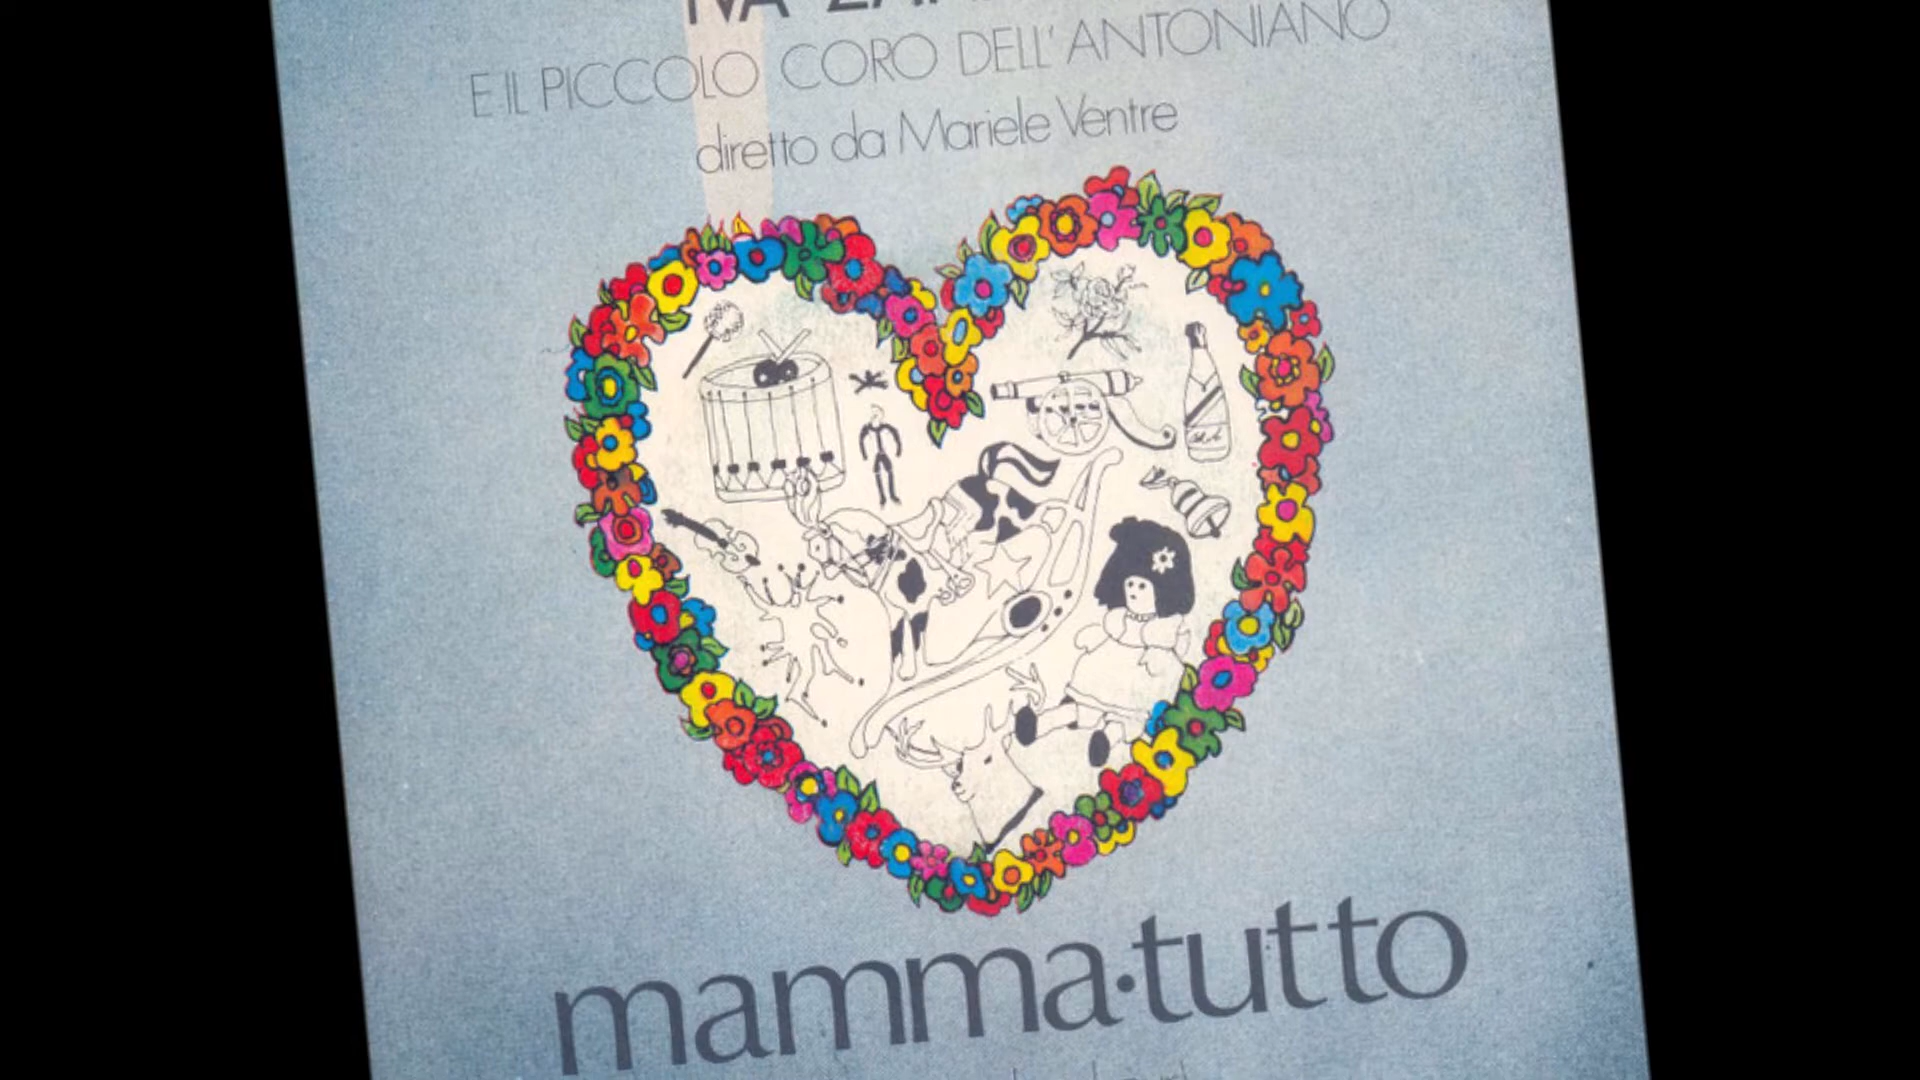 E IL PICCOLO CORO DELL'ANTONIANO
diretto da Mariele Ventre
mamma·tutto